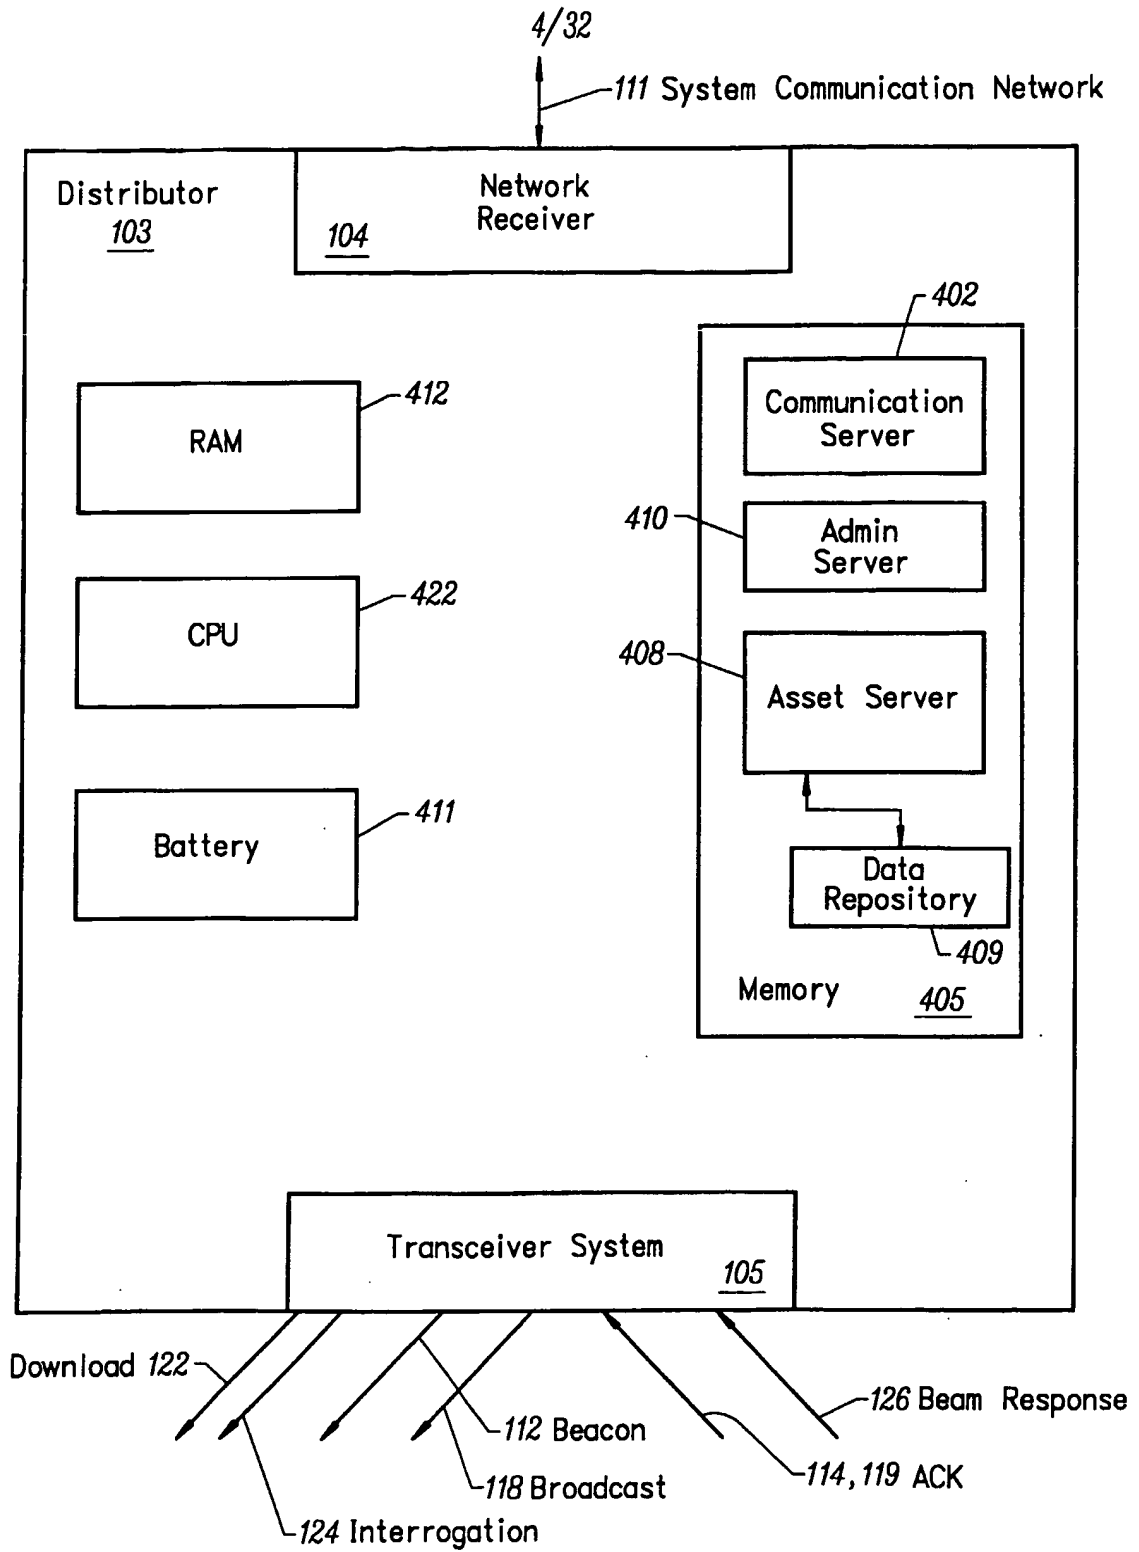 4/32
111 System Communication Network
Distributor
103
Network
Receiver
104
402
Communication
Server
412
RAM
410
Admin
Server
422
CPU
408
Asset Server
411
Battery
Data
Repository
409
Memory
405
Transceiver System
105
Download 122
126 Beam Response
112 Beacon
114, 119 ACK
118 Broadcast
124 Interrogation